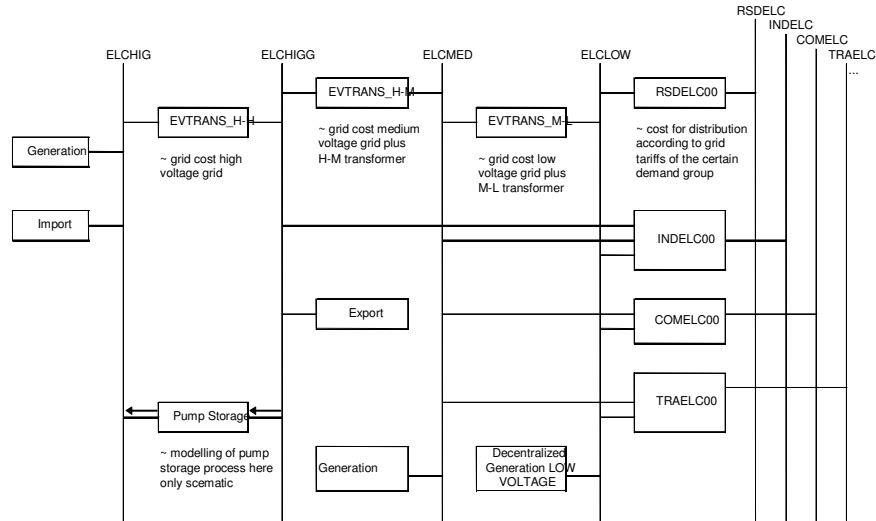 RSDELC
INDELC
COMELC
TRAELC
...
ELCHIG
ELCHIGG
ELCMED
ELCLOW
EVTRANS_H-M
RSDELC00
EVTRANS_H-H
EVTRANS_M-L
~ grid cost medium
voltage grid plus
H-M transformer
~ cost for distribution
according to grid
tariffs of the certain
demand group
Generation
~ grid cost high
voltage grid
~ grid cost low
voltage grid plus
M-L transformer
Import
INDELC00
Export
COMELC00
TRAELC00
Pump Storage
~ modelling of pump
storage process here
only scematic
Generation
Decentralized
Generation LOW
VOLTAGE